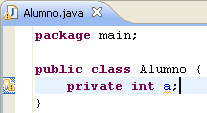 Alumno.java
package main;
public class Alumno {
private int a;
}